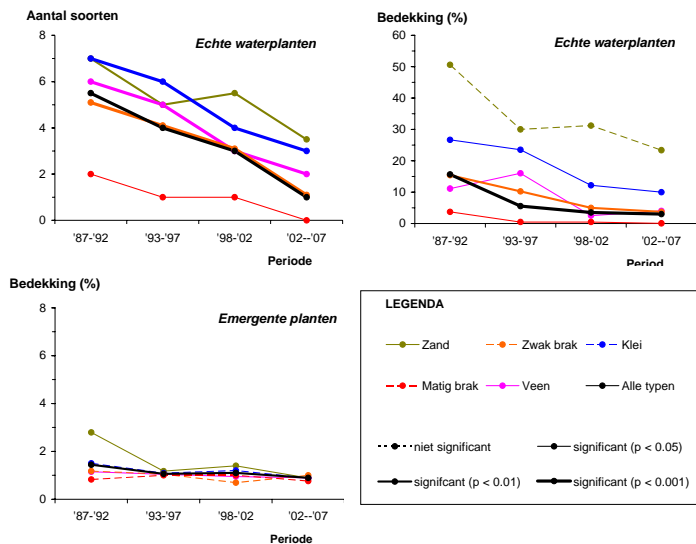 Aantal soorten
Echte waterplanten
8
6
4
2
0
'87-'92 '93-'97 '98-'02 '02--'07
Periode
Bedekking (%)
Echte waterplanten
60
50
40
30
20
10
0
'87-'92 '93-'97 '98-'02 '02--'07
Periode
Bedekking (%)
Emergente planten
8
6
4
2
0
'87-'92 '93-'97 '98-'02 '02--'07
Periode
LEGENDA
Zand Zwak brak Klei
Matig brak Veen Alle typen
niet significant significant (p < 0.05)
signifcant (p < 0.01) significant (p < 0.001)